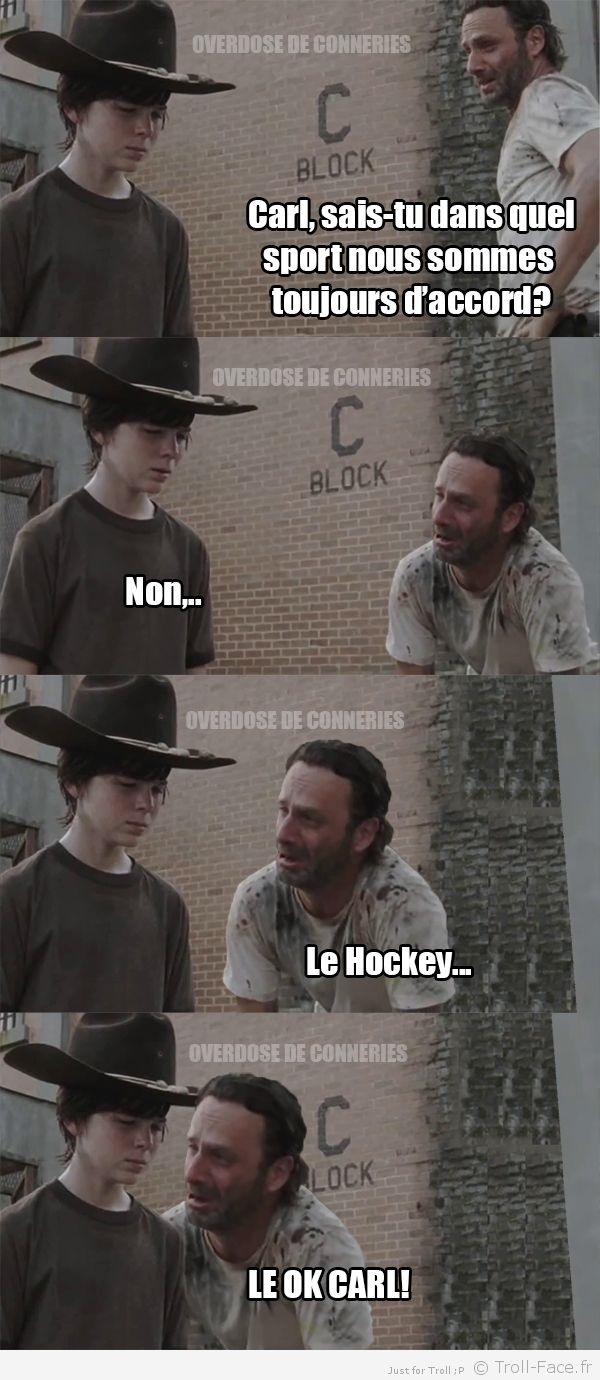 OVERDOSE DE CONNERIES
C
BLOCK
Carl, sais-tu dans quel
sport nous sommes
toujours d'accord?
OVERDOSE DE CONNERIES
C
BLOCK
Non,..
OVERDOSE DE CONNERIES
Le Hockey...
OVERDOSE DE CONNERIES
C
LOCK
LE OK CARL!
Just for Troll ;P © Troll-Face.fr